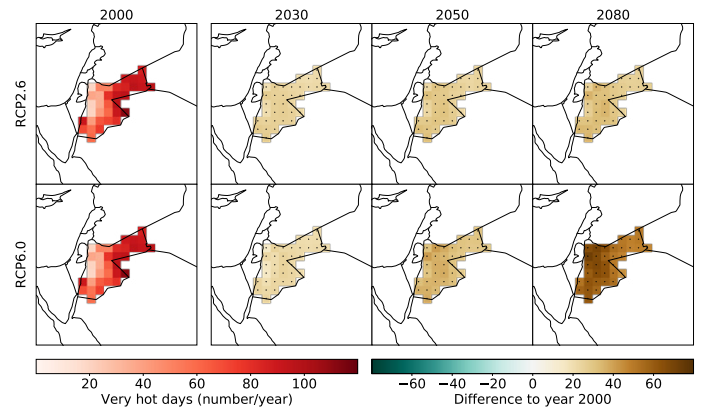 2000 2030 2050 2080
RCP2.6
RCP6.0
20 40 60 80 100 −60 −40 −20 0 20 40 60
Very hot days (number/year) Difference to year 2000